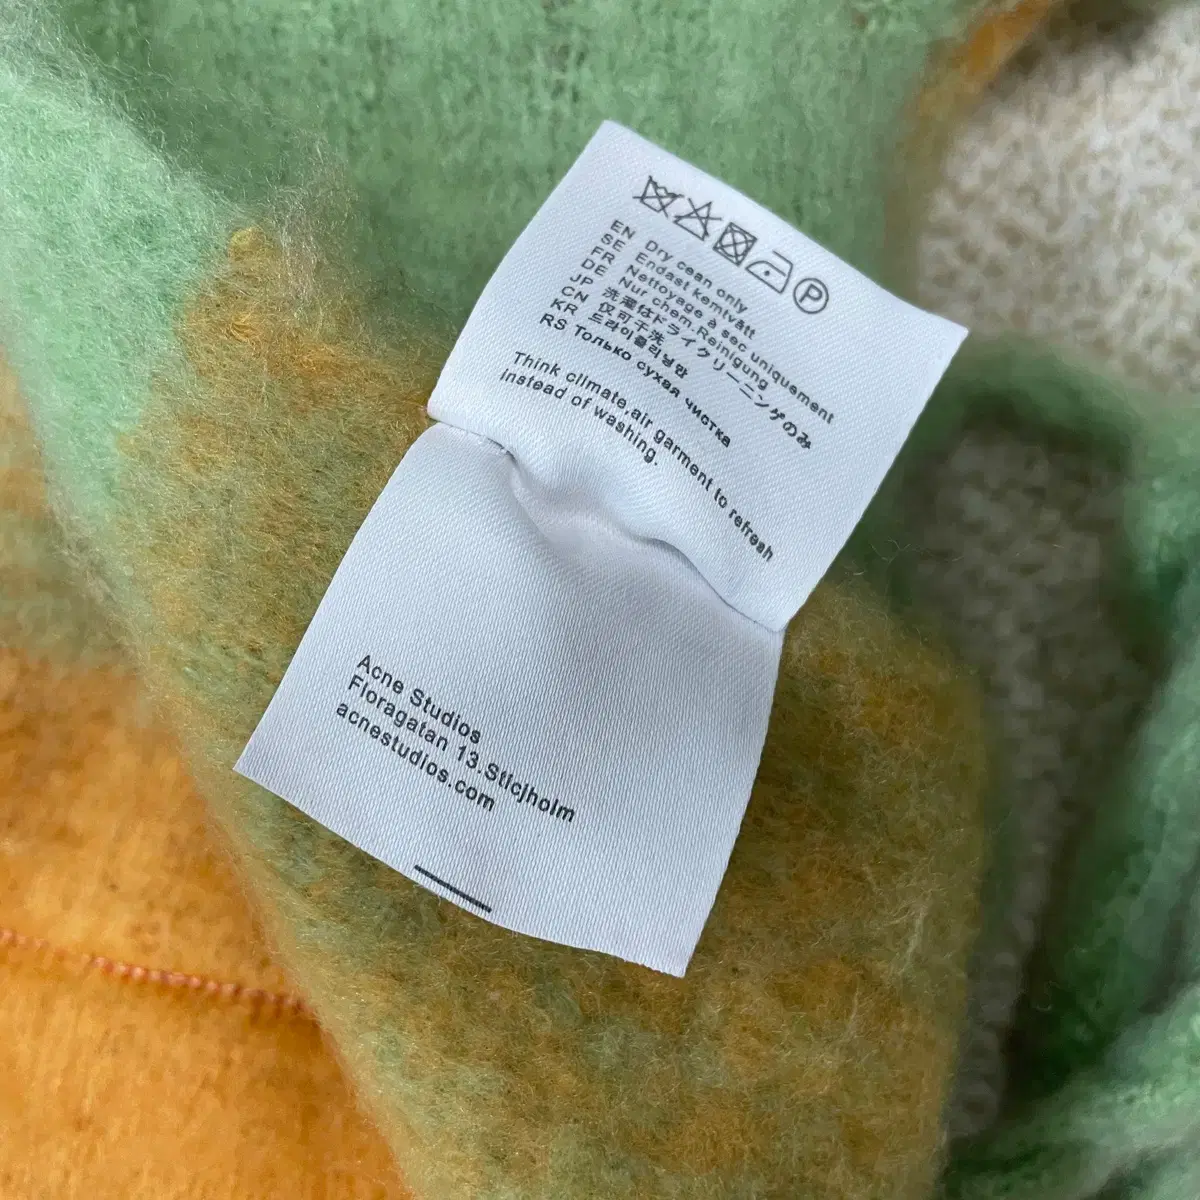 P
EN Dry cean only
SE Endast kemtvätt
FR Nettoyage à sec uniquement
DE Nur chem.Reinigung
JP 洗濯はドライクリーニングのみ
CN 仅可干洗
KR 드라이클리닝만
RS Только сухая чистка
Think climate,air garment to refresh
instead of washing.
Acne Studios
Floragatan 13.Stlcjholm
acnestudios.com